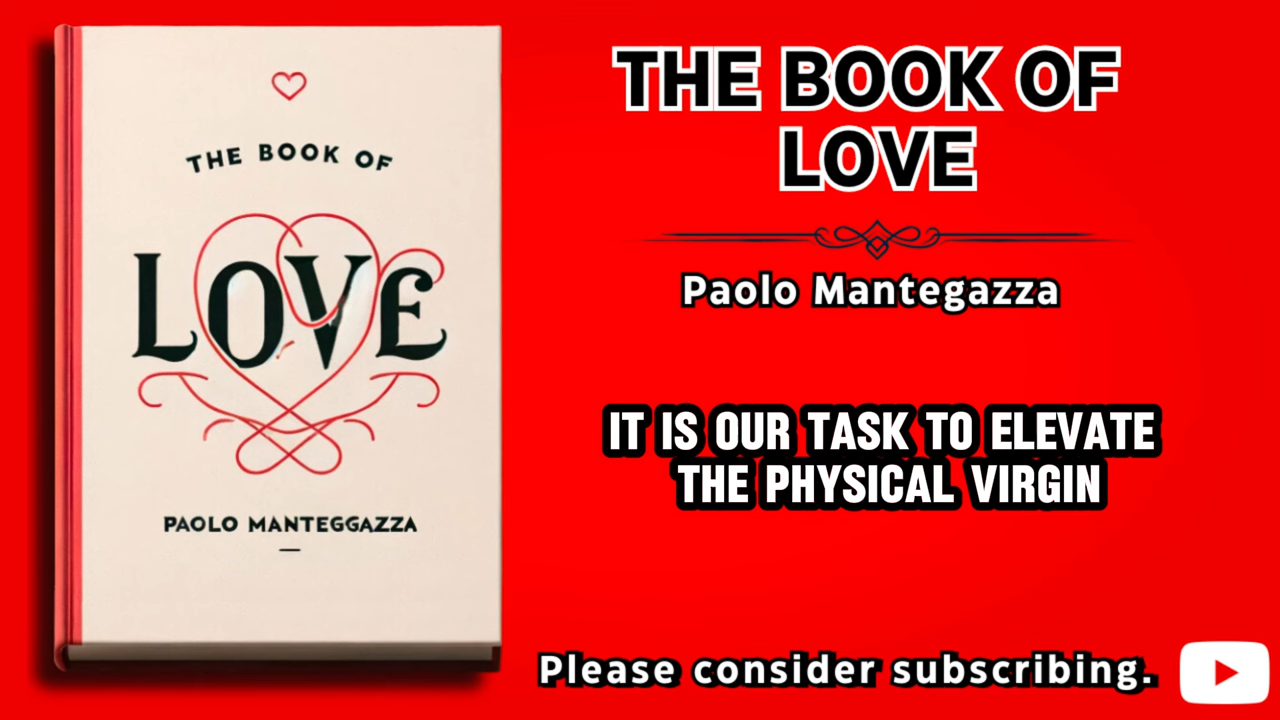 THE BOOK OF
LOVE
PAOLO MANTEGGAZZA
THE BOOK OF
LOVE
Paolo Mantegazza
IT IS OUR TASK TO ELEVATE
THE PHYSICAL VIRGIN
Please consider subscribing.